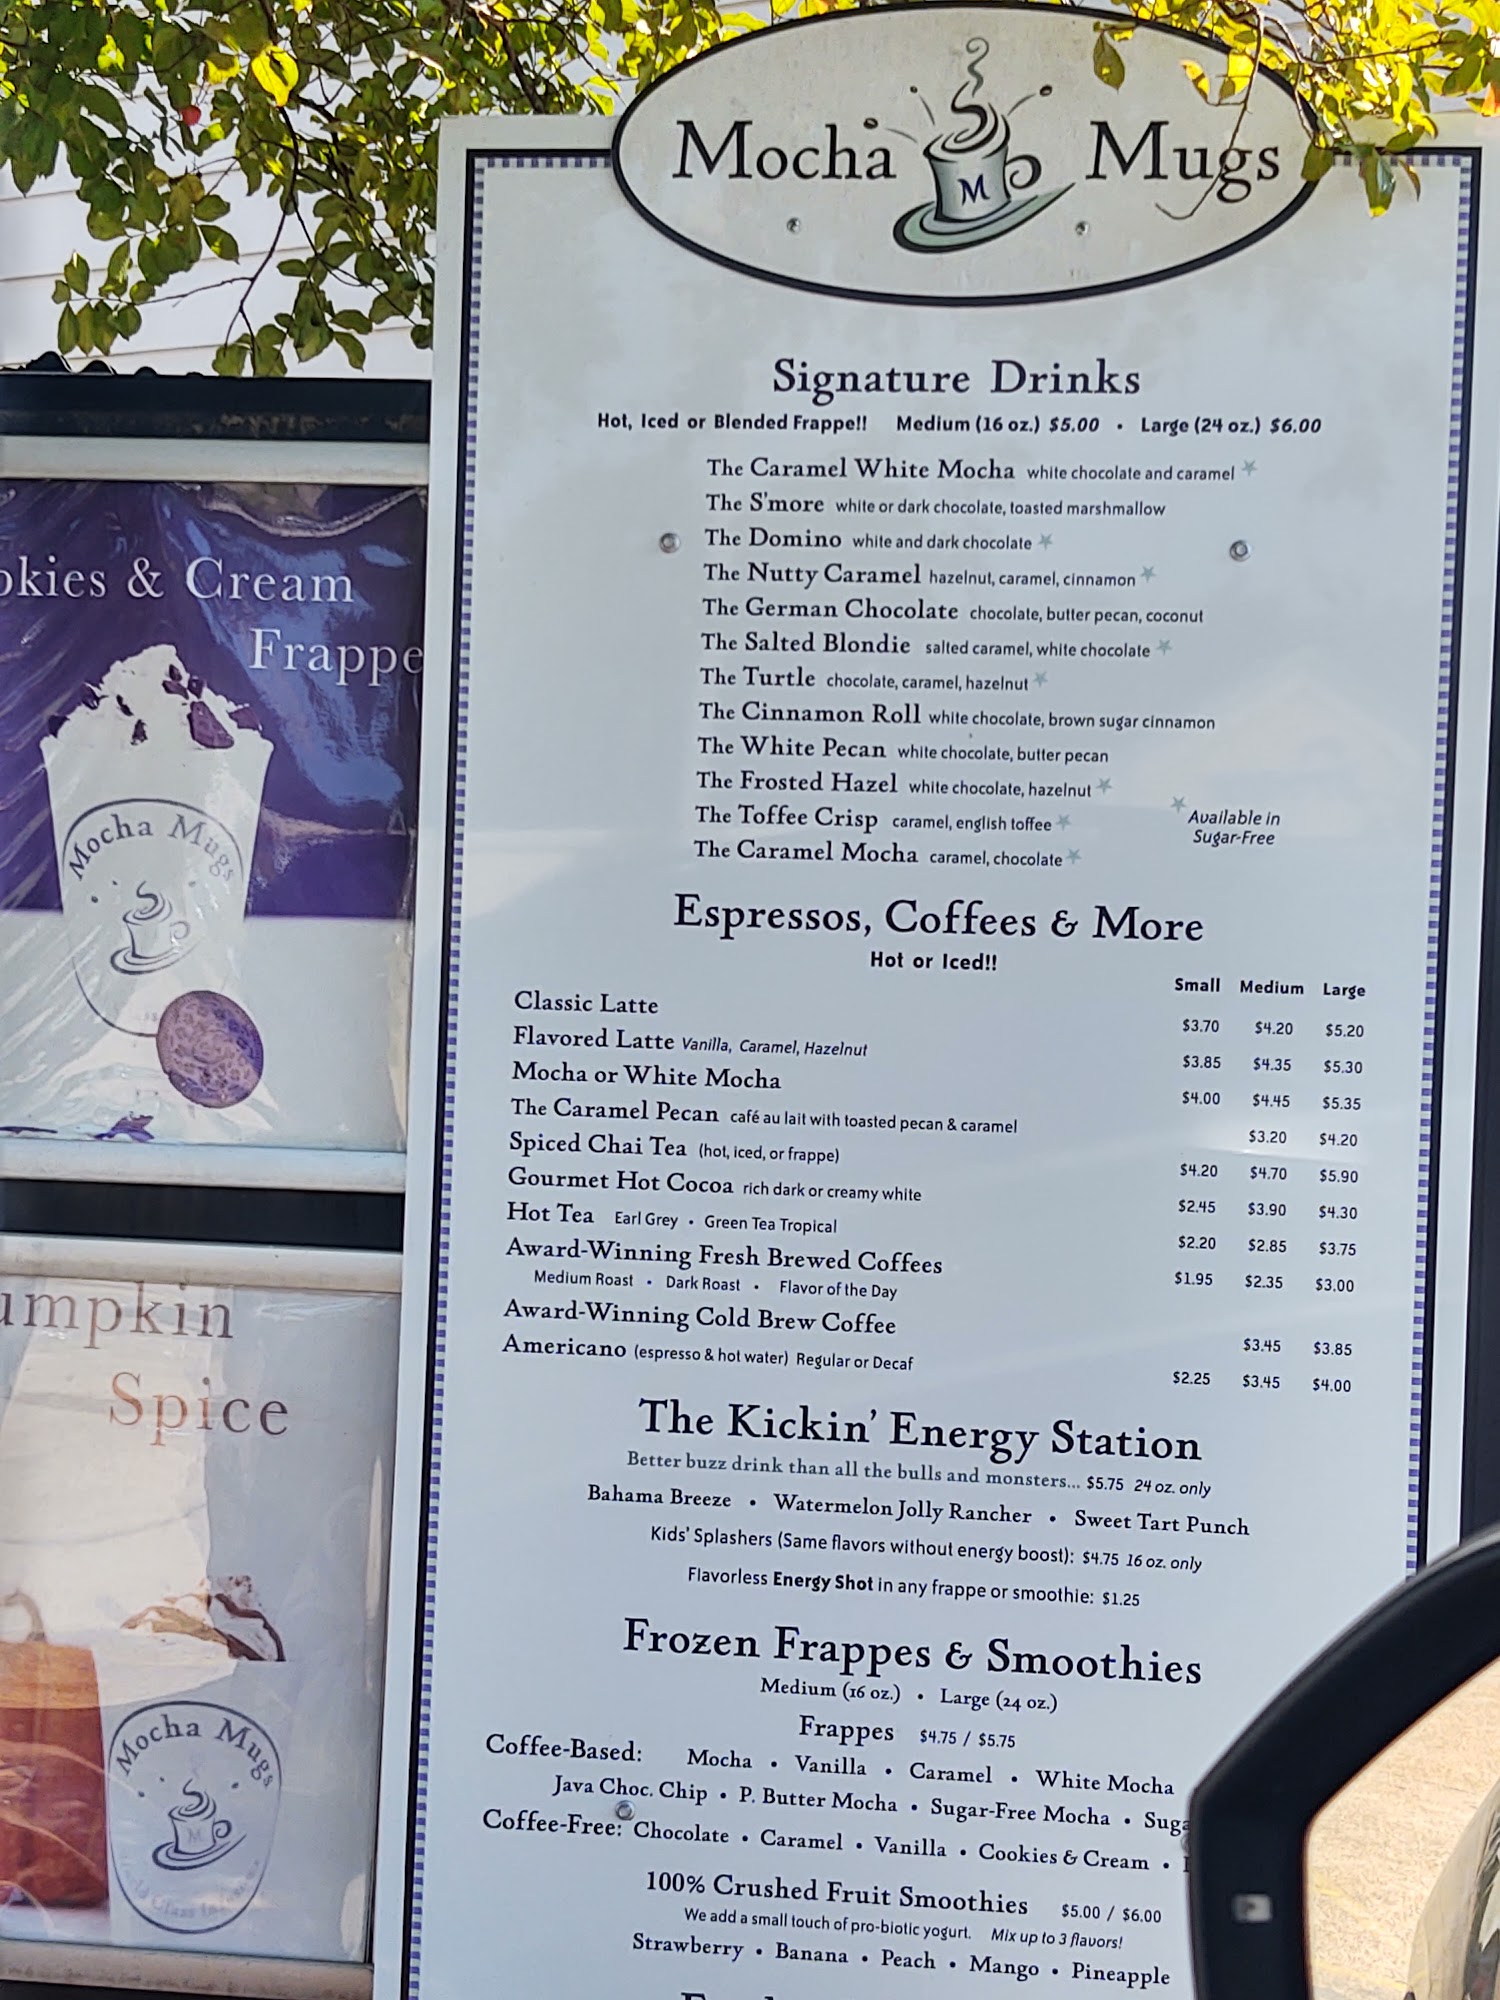 Mocha Mugs
M
Signature Drinks
Hot, Iced or Blended Frappe!! Medium (16 oz.) $5.00 • Large (24 oz.) $6.00
The Caramel White Mocha white chocolate and caramel
The S'more white or dark chocolate, toasted marshmallow
The Domino white and dark chocolate
The Nutty Caramel hazelnut, caramel, cinnamon
The German Chocolate chocolate, butter pecan, coconut
The Salted Blondie salted caramel, white chocolate
The Turtle chocolate, caramel, hazelnut
The Cinnamon Roll white chocolate, brown sugar cinnamon
The White Pecan white chocolate, butter pecan
The Frosted Hazel white chocolate, hazelnut
The Toffee Crisp caramel, english toffee
The Caramel Mocha caramel, chocolate
Available in
Sugar-Free
Espressos, Coffees & More
Hot or Iced!!
Small Medium Large
Classic Latte $3.70 $4.20 $5.20
Flavored Latte Vanilla, Caramel, Hazelnut $3.85 $4.35 $5.30
Mocha or White Mocha $4.00 $4.45 $5.35
The Caramel Pecan café au lait with toasted pecan & caramel $3.20 $4.20
Spiced Chai Tea (hot, iced, or frappe) $4.20 $4.70 $5.90
Gourmet Hot Cocoa rich dark or creamy white $2.45 $3.90 $4.30
Hot Tea Earl Grey • Green Tea Tropical $2.20 $2.85 $3.75
Award-Winning Fresh Brewed Coffees $1.95 $2.35 $3.00
Medium Roast • Dark Roast • Flavor of the Day
Award-Winning Cold Brew Coffee $3.45 $3.85
Americano (espresso & hot water) Regular or Decaf $2.25 $3.45 $4.00
The Kickin' Energy Station
Better buzz drink than all the bulls and monsters... $5.75 24 oz. only
Bahama Breeze • Watermelon Jolly Rancher • Sweet Tart Punch
Kids' Splashers (Same flavors without energy boost): $4.75 16 oz. only
Flavorless Energy Shot in any frappe or smoothie: $1.25
Frozen Frappes & Smoothies
Medium (16 oz.) • Large (24 oz.)
Frappes $4.75 / $5.75
Coffee-Based: Mocha • Vanilla • Caramel • White Mocha
Java Choc. Chip • P. Butter Mocha • Sugar-Free Mocha • Suga
Coffee-Free: Chocolate • Caramel • Vanilla • Cookies & Cream •
100% Crushed Fruit Smoothies $5.00 / $6.00
We add a small touch of pro-biotic yogurt. Mix up to 3 flavors!
Strawberry • Banana • Peach • Mango • Pineapple
okies & Cream
Frappe
Mocha Mugs
umpkin
Spice
Mocha Mugs
M